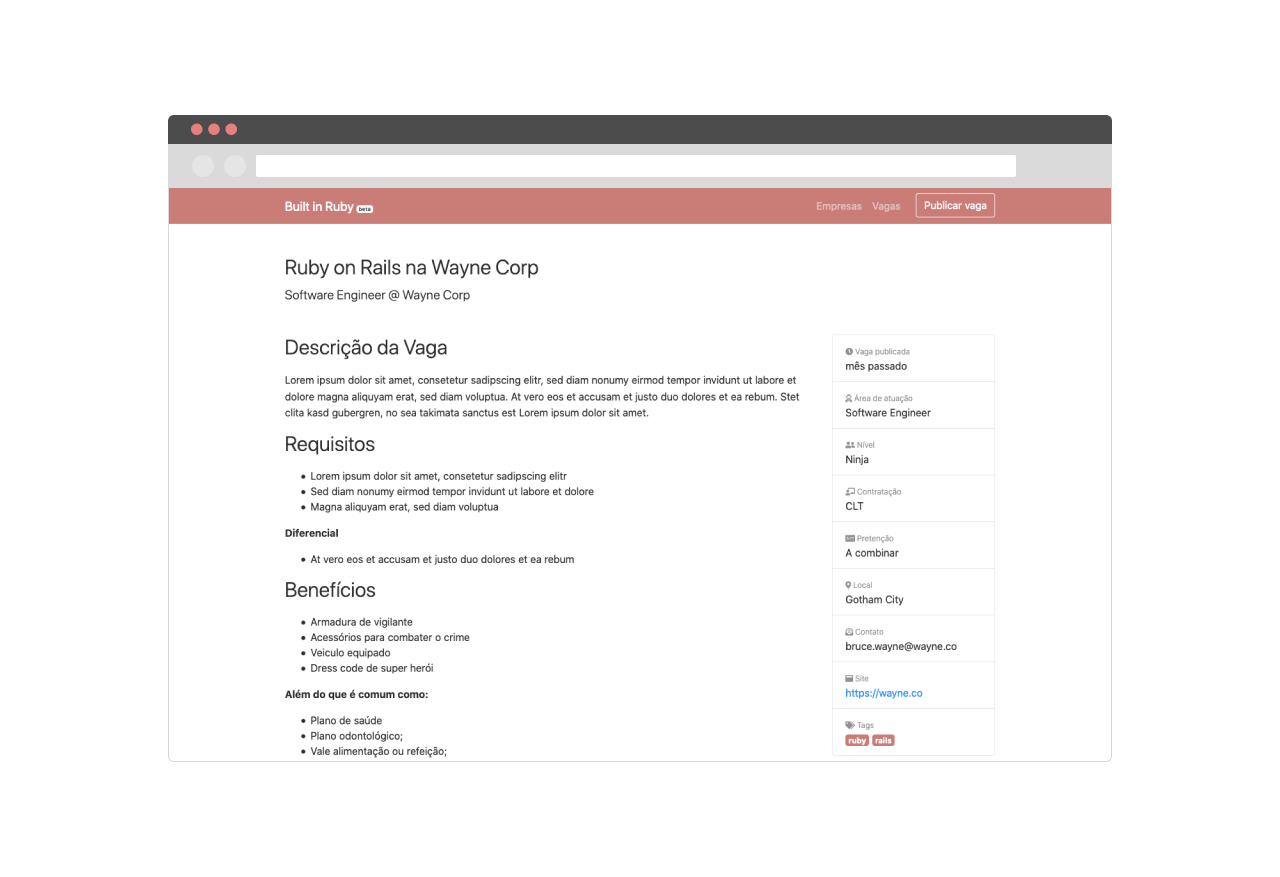 Built in Ruby beta
Empresas Vagas Publicar vaga
Ruby on Rails na Wayne Corp
Software Engineer @ Wayne Corp
Descrição da Vaga
Lorem ipsum dolor sit amet, consetetur sadipscing elitr, sed diam nonumy eirmod tempor invidunt ut labore et
dolore magna aliquyam erat, sed diam voluptua. At vero eos et accusam et justo duo dolores et ea rebum. Stet
clita kasd gubergren, no sea takimata sanctus est Lorem ipsum dolor sit amet.
Requisitos
• Lorem ipsum dolor sit amet, consetetur sadipscing elitr
• Sed diam nonumy eirmod tempor invidunt ut labore et dolore
• Magna aliquyam erat, sed diam voluptua
Diferencial
• At vero eos et accusam et justo duo dolores et ea rebum
Benefícios
• Armadura de vigilante
• Acessórios para combater o crime
• Veiculo equipado
• Dress code de super herói
Além do que é comum como:
• Plano de saúde
• Plano odontológico;
• Vale alimentação ou refeição;
Vaga publicada
mês passado
Área de atuação
Software Engineer
Nível
Ninja
Contratação
CLT
Pretenção
A combinar
Local
Gotham City
Contato
bruce.wayne@wayne.co
Site
https://wayne.co
Tags
ruby rails